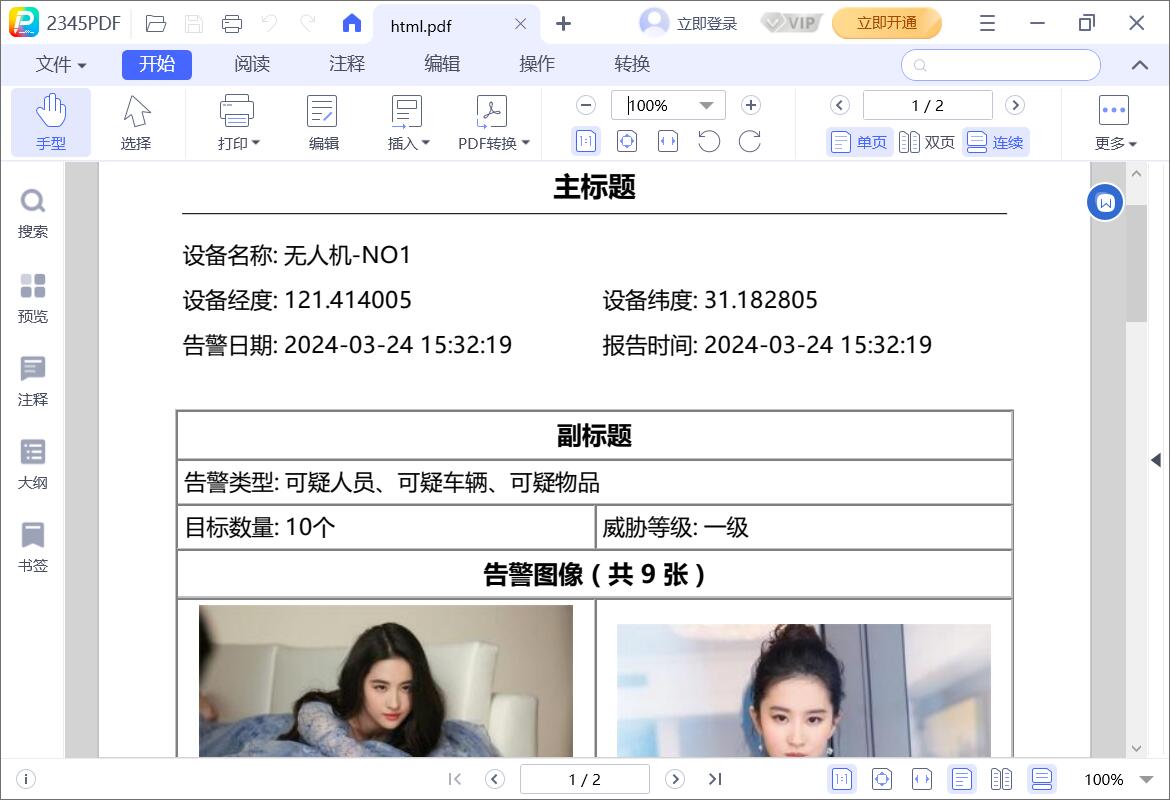 2345PDF
html.pdf
立即登录
VIP
立即开通
文件
开始
阅读
注释
编辑
操作
转换
手型
选择
打印
编辑
插入
PDF转换
100%
1:1
1 / 2
单页
双页
连续
更多
搜索
预览
注释
大纲
书签
主标题
设备名称: 无人机-NO1
设备经度: 121.414005
设备纬度: 31.182805
告警日期: 2024-03-24 15:32:19
报告时间: 2024-03-24 15:32:19
副标题
告警类型: 可疑人员、可疑车辆、可疑物品
目标数量: 10个
威胁等级: 一级
告警图像 ( 共 9 张 )
1 / 2
1:1
100%